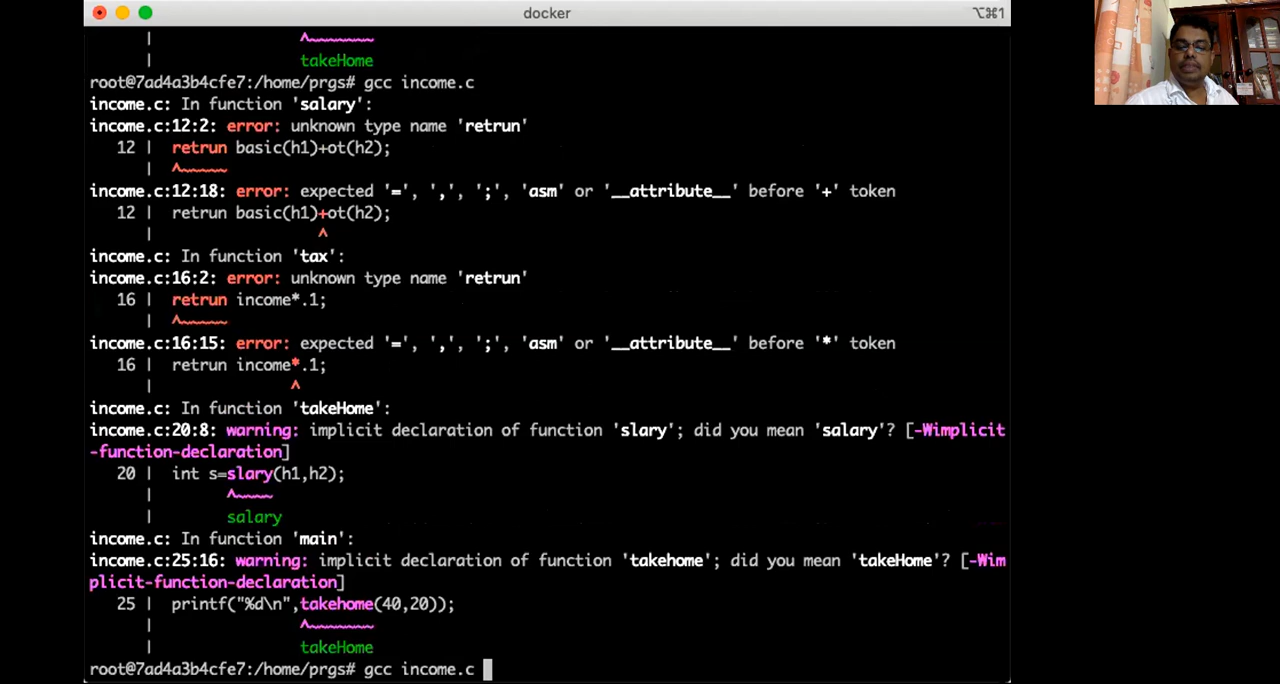 docker
⌥⌘1
| ^~~~~~~~
| takeHome
root@7ad4a3b4cfe7:/home/prgs# gcc income.c
income.c: In function 'salary':
income.c:12:2: error: unknown type name 'retrun'
12 | retrun basic(h1)+ot(h2);
| ^~~~~~
income.c:12:18: error: expected '=', ',', ';', 'asm' or '__attribute__' before '+' token
12 | retrun basic(h1)+ot(h2);
| ^
income.c: In function 'tax':
income.c:16:2: error: unknown type name 'retrun'
16 | retrun income*.1;
| ^~~~~~
income.c:16:15: error: expected '=', ',', ';', 'asm' or '__attribute__' before '*' token
16 | retrun income*.1;
| ^
income.c: In function 'takeHome':
income.c:20:8: warning: implicit declaration of function 'slary'; did you mean 'salary'? [-Wimplicit
-function-declaration]
20 | int s=slary(h1,h2);
| ^~~~~
| salary
income.c: In function 'main':
income.c:25:16: warning: implicit declaration of function 'takehome'; did you mean 'takeHome'? [-Wim
plicit-function-declaration]
25 | printf("%d\n",takehome(40,20));
| ^~~~~~~~
| takeHome
root@7ad4a3b4cfe7:/home/prgs# gcc income.c